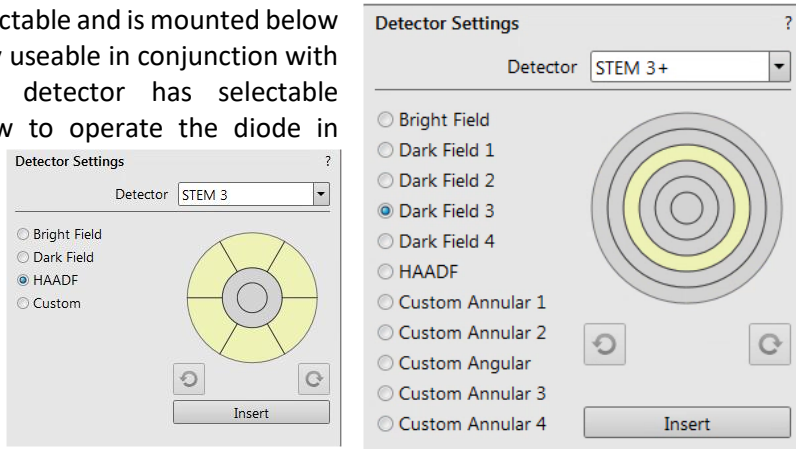 ctable and is mounted below
useable in conjunction with
detector has selectable
to operate the diode in
Detector Settings ?
Detector STEM 3
Bright Field
Dark Field
HAADF
Custom
Insert
Detector Settings ?
Detector STEM 3+
Bright Field
Dark Field 1
Dark Field 2
Dark Field 3
Dark Field 4
HAADF
Custom Annular 1
Custom Annular 2
Custom Angular
Custom Annular 3
Custom Annular 4
Insert